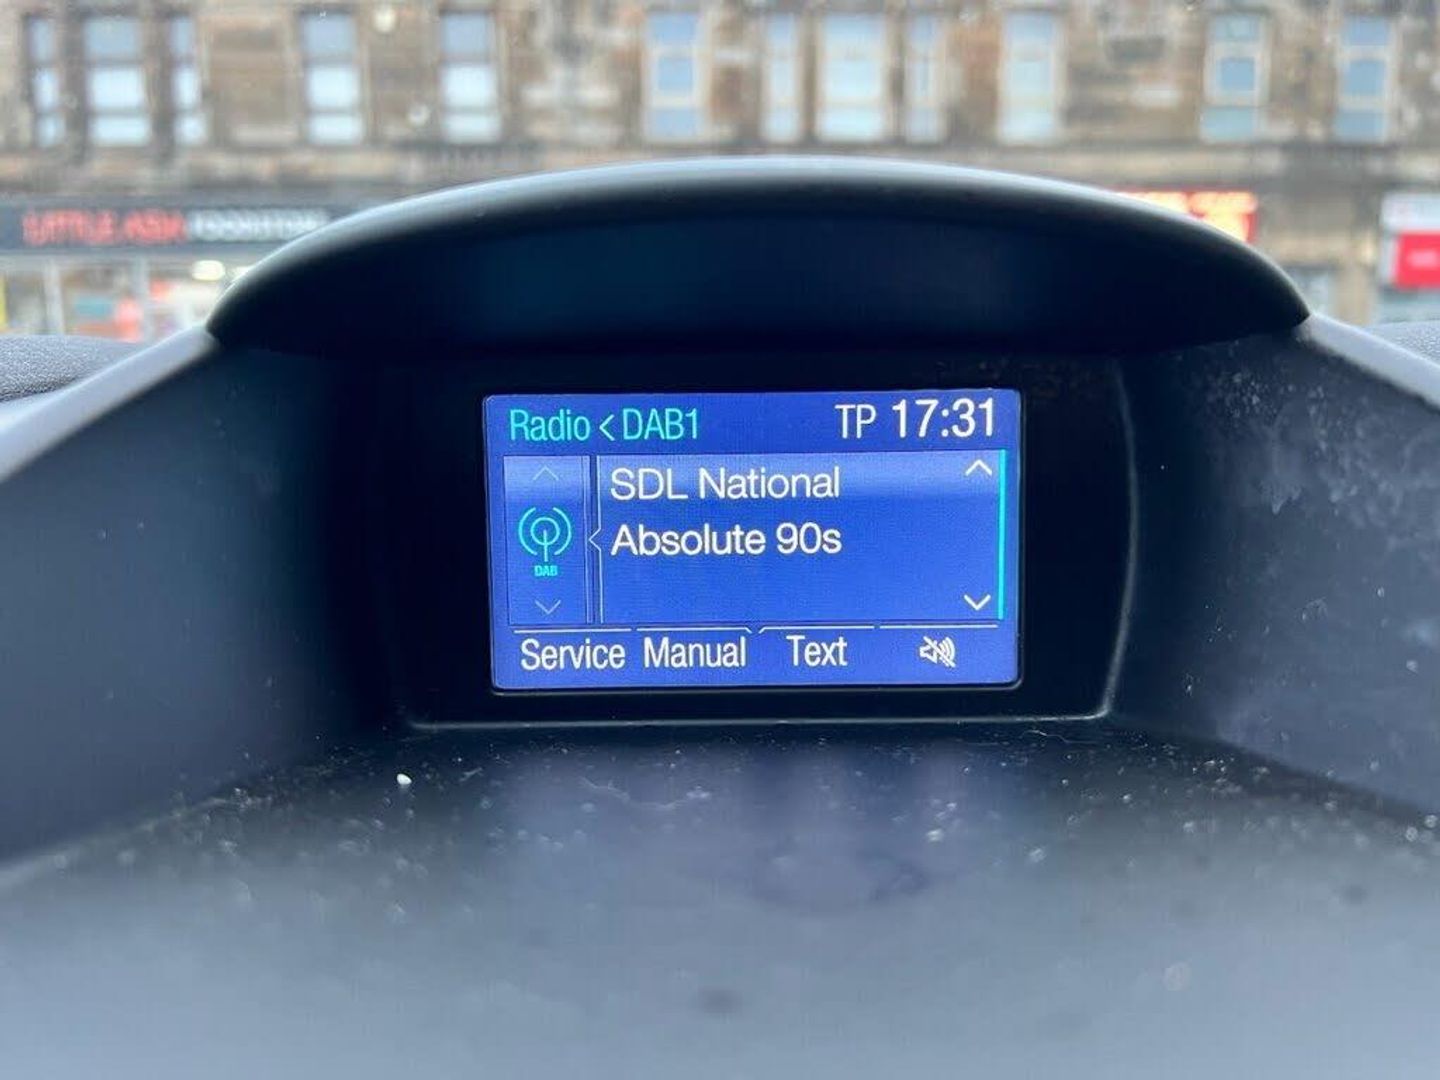 LITTLE ASIA
Radio < DAB1
TP 17:31
SDL National
DAB
Absolute 90s
Service Manual Text